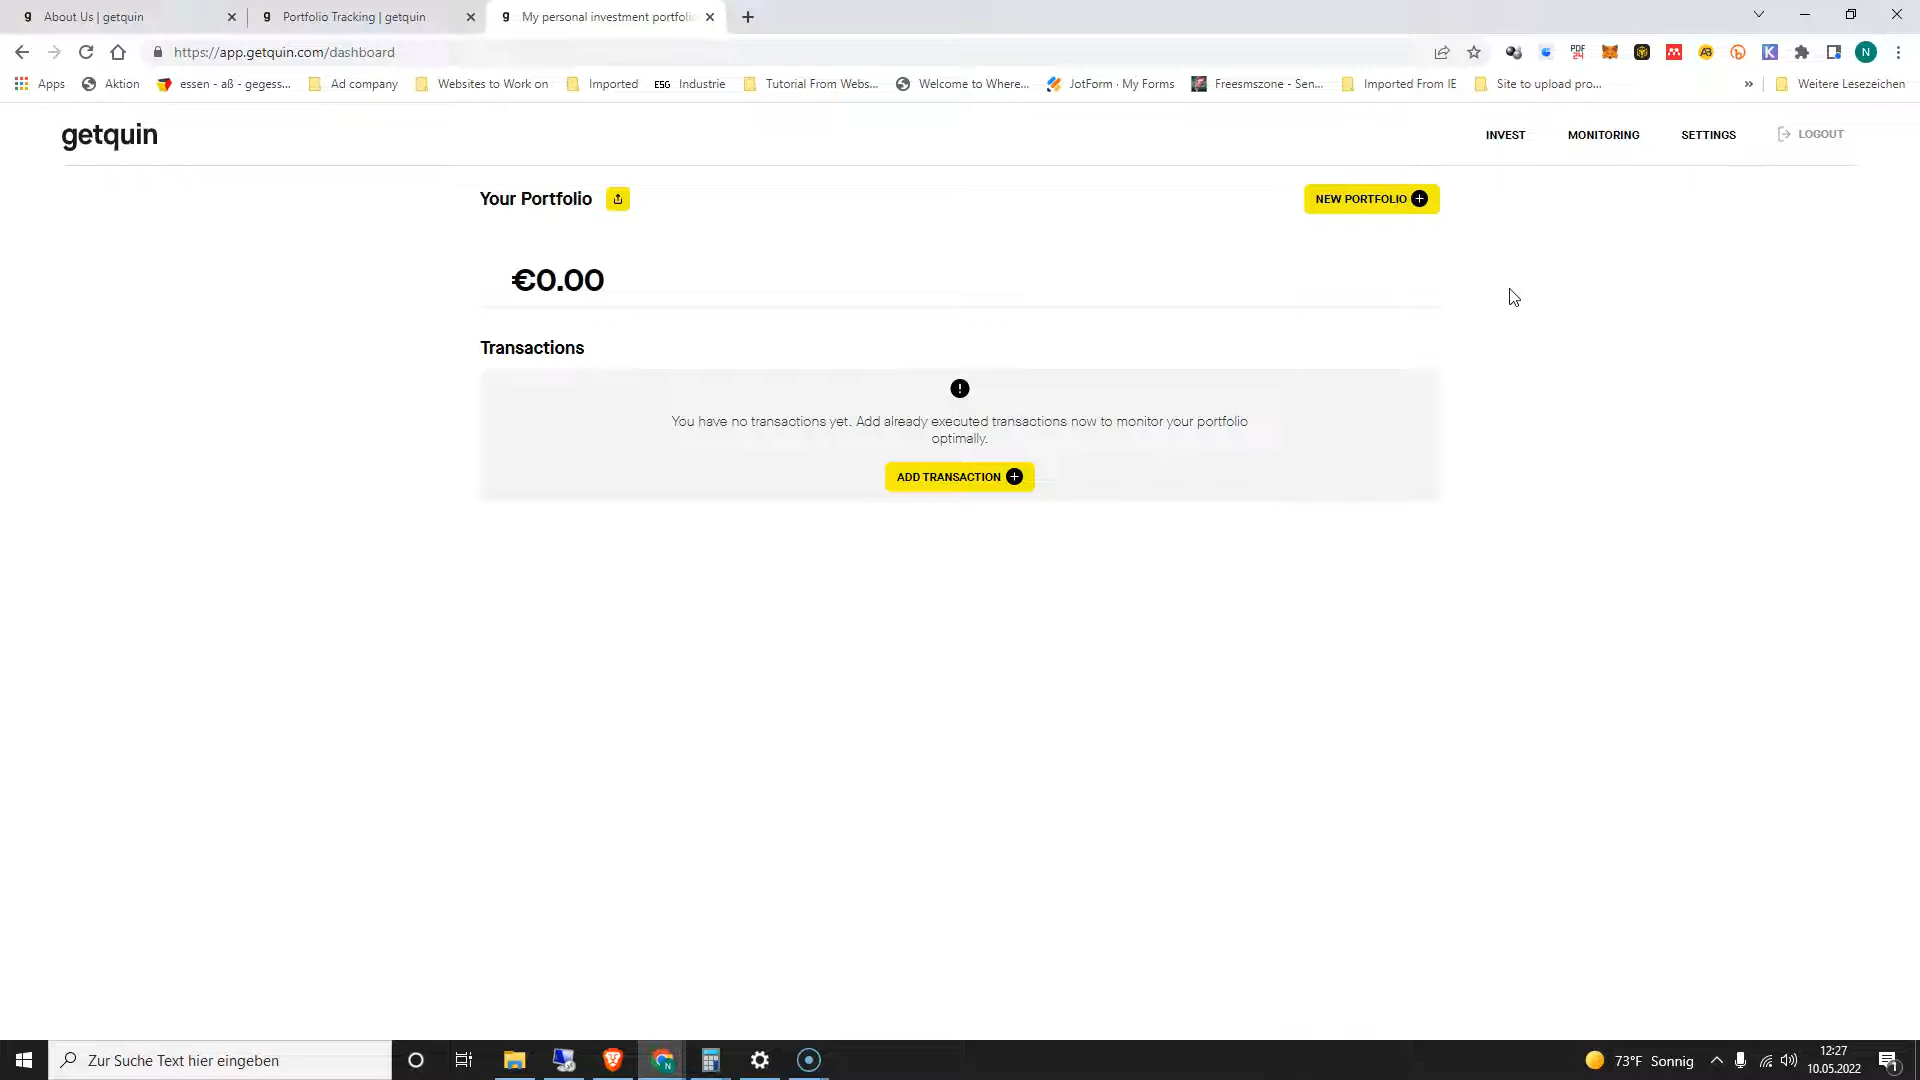 About Us | getquin
Portfolio Tracking | getquin
My personal investment portfoli
https://app.getquin.com/dashboard
PDF 24
Apps
Aktion
essen - aß - gegess...
Ad company
Websites to Work on
Imported
ESG Industrie
Tutorial From Webs...
Welcome to Where...
JotForm · My Forms
Freesmszone - Sen...
Imported From IE
Site to upload pro...
»
Weitere Lesezeichen
getquin
INVEST
MONITORING
SETTINGS
LOGOUT
Your Portfolio
NEW PORTFOLIO
€0.00
Transactions
You have no transactions yet. Add already executed transactions now to monitor your portfolio
optimally.
ADD TRANSACTION
Zur Suche Text hier eingeben
73°F Sonnig
12:27
10.05.2022
1